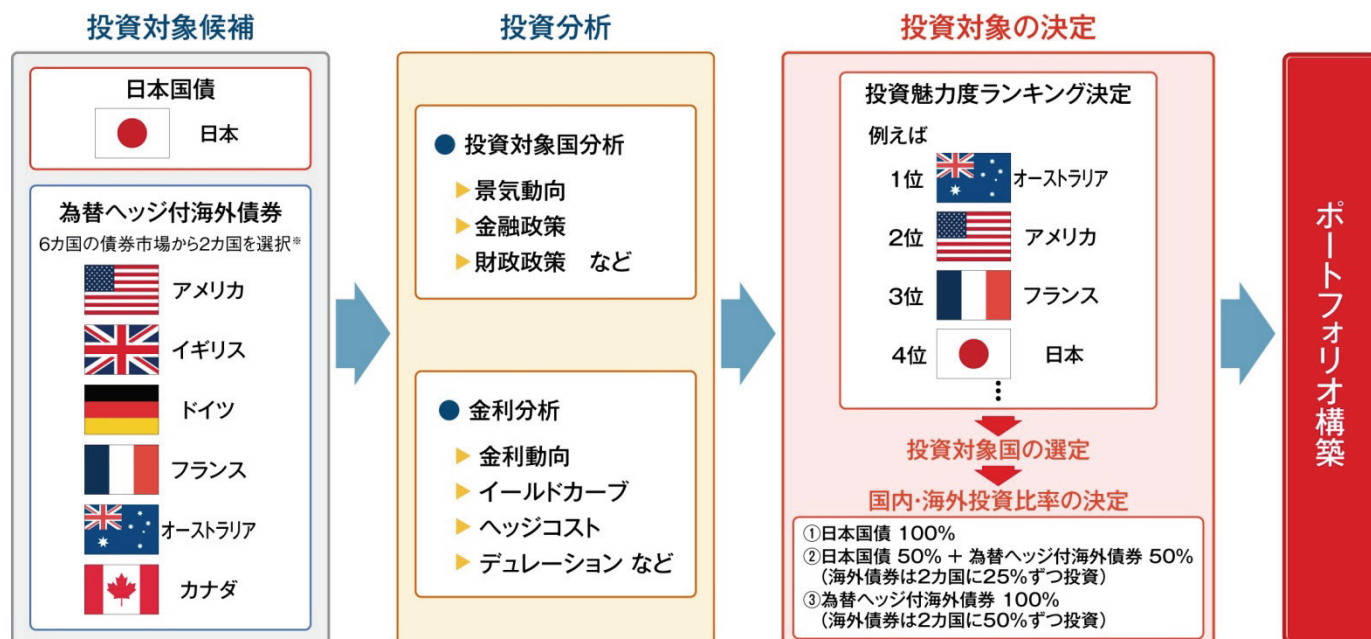 投資対象候補
日本国債
日本
為替ヘッジ付海外債券
6カ国の債券市場から2カ国を選択※
アメリカ
イギリス
ドイツ
フランス
オーストラリア
カナダ
投資分析
● 投資対象国分析
▶景気動向
▶金融政策
▶財政政策 など
● 金利分析
▶金利動向
▶イールドカーブ
▶ヘッジコスト
▶デュレーション など
投資対象の決定
投資魅力度ランキング決定
例えば
1位 オーストラリア
2位 アメリカ
3位 フランス
4位 日本
⋮
投資対象国の選定
国内・海外投資比率の決定
①日本国債 100%
②日本国債 50% + 為替ヘッジ付海外債券 50%
(海外債券は2カ国に25%ずつ投資)
③為替ヘッジ付海外債券 100%
(海外債券は2カ国に50%ずつ投資)
ポートフォリオ構築